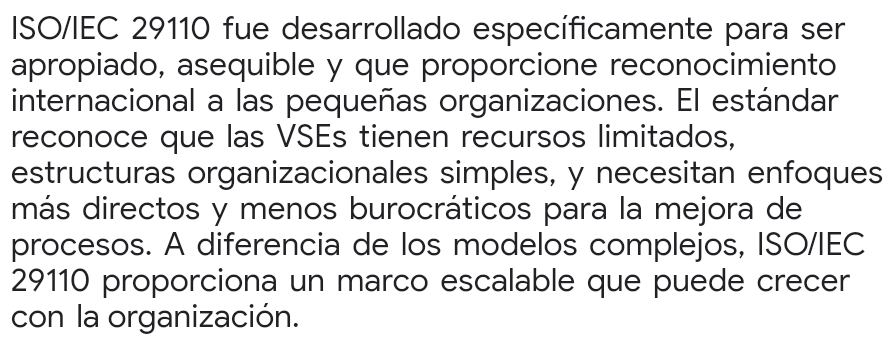 ISO/IEC 29110 fue desarrollado específicamente para ser
apropiado, asequible y que proporcione reconocimiento
internacional a las pequeñas organizaciones. El estándar
reconoce que las VSEs tienen recursos limitados,
estructuras organizacionales simples, y necesitan enfoques
más directos y menos burocráticos para la mejora de
procesos. A diferencia de los modelos complejos, ISO/IEC
29110 proporciona un marco escalable que puede crecer
con la organización.